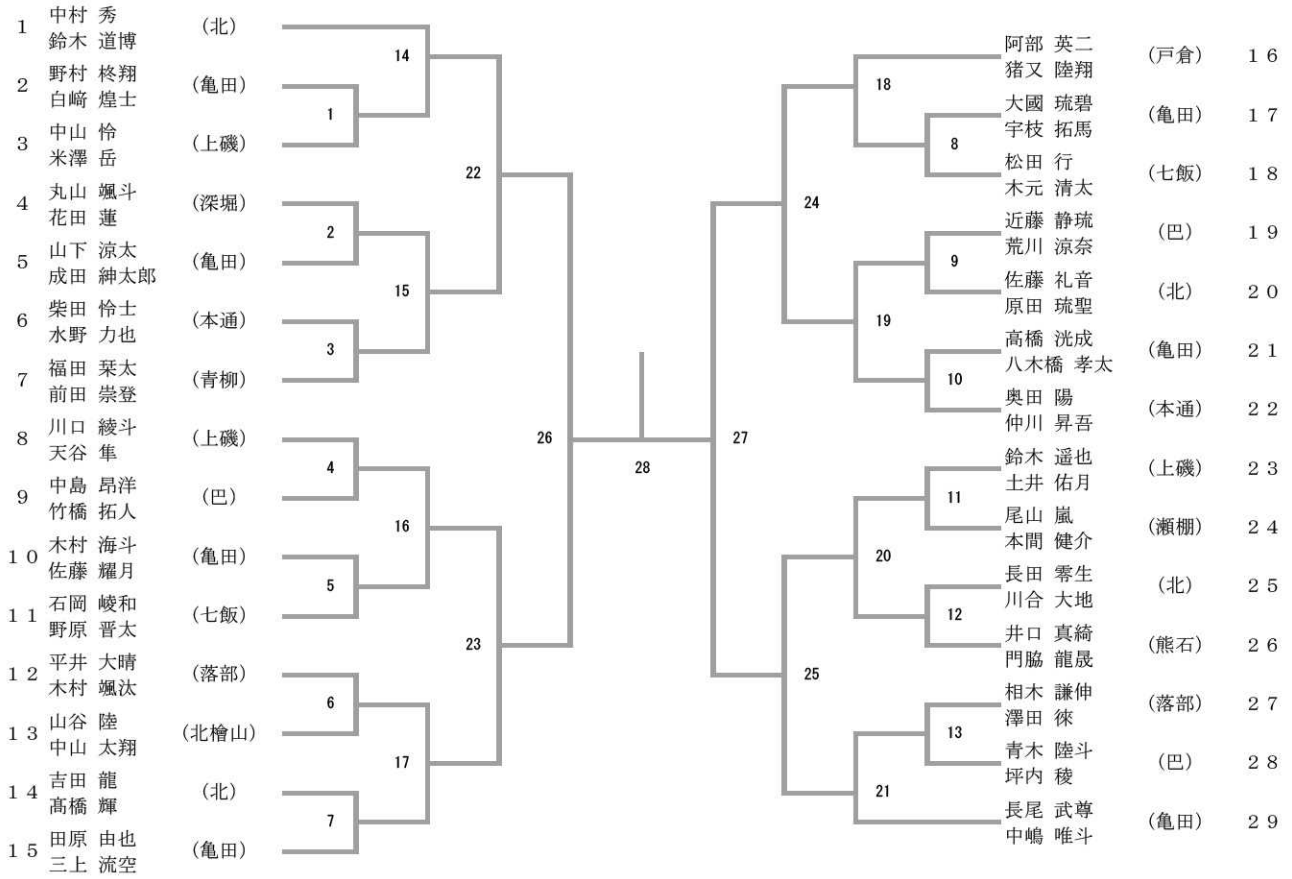 1 中村 秀 (北)
鈴木 道博
2 野村 柊翔 (亀田)
白﨑 煌士
3 中山 怜 (上磯)
米澤 岳
4 丸山 颯斗 (深堀)
花田 蓮
5 山下 涼太 (亀田)
成田 紳太郎
6 柴田 怜士 (本通)
水野 力也
7 福田 栞太 (青柳)
前田 崇登
8 川口 綾斗 (上磯)
天谷 隼
9 中島 昂洋 (巴)
竹橋 拓人
10 木村 海斗 (亀田)
佐藤 耀月
11 石岡 崚和 (七飯)
野原 晋太
12 平井 大晴 (落部)
木村 颯汰
13 山谷 陸 (北檜山)
中山 太翔
14 吉田 龍 (北)
髙橋 輝
15 田原 由也 (亀田)
三上 流空
14
1
22
2
15
3
26
4
16
5
23
6
17
7
28
27
18
8
24
9
19
10
11
20
12
25
13
21
阿部 英二 (戸倉) 16
猪又 陸翔
大國 琉碧 (亀田) 17
宇枝 拓馬
松田 行 (七飯) 18
木元 清太
近藤 静琉 (巴) 19
荒川 涼奈
佐藤 礼音 (北) 20
原田 琉聖
高橋 洸成 (亀田) 21
八木橋 孝太
奥田 陽 (本通) 22
仲川 昇吾
鈴木 遥也 (上磯) 23
土井 佑月
尾山 嵐 (瀬棚) 24
本間 健介
長田 零生 (北) 25
川合 大地
井口 真綺 (熊石) 26
門脇 龍晟
相木 謙伸 (落部) 27
澤田 徠
青木 陸斗 (巴) 28
坪内 稜
長尾 武尊 (亀田) 29
中嶋 唯斗